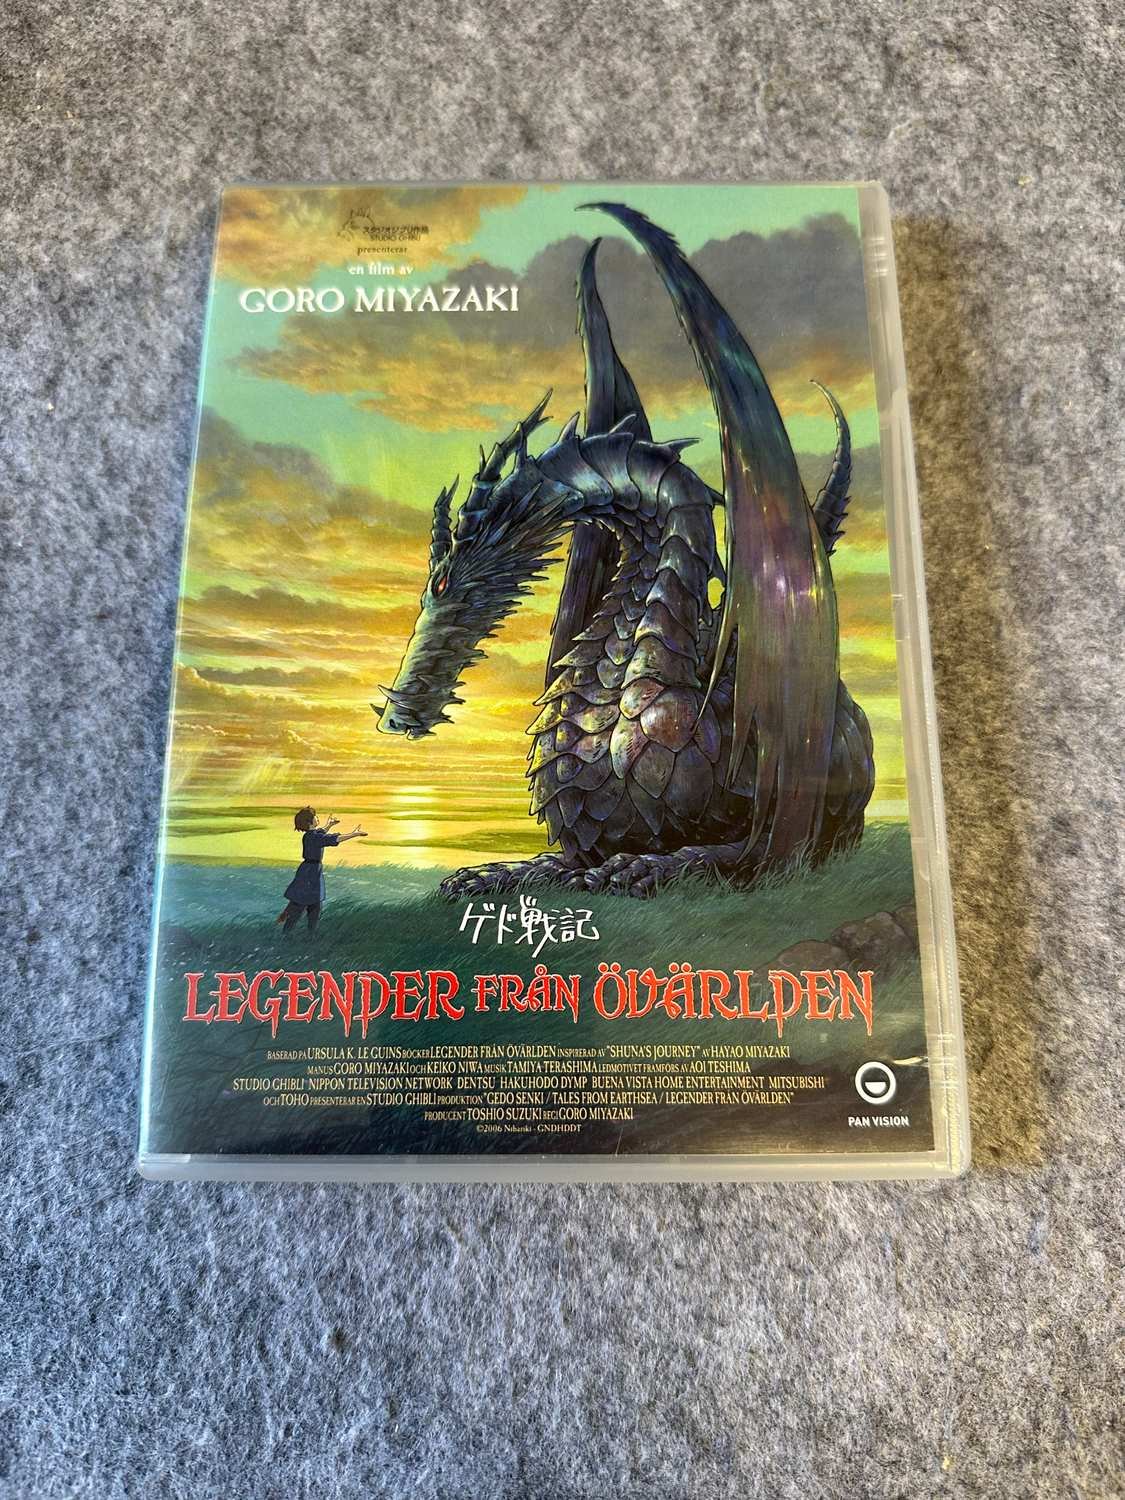 スタジオジブリ作品
STUDIO GHIBLI
presenterar
en film av
GORO MIYAZAKI
ゲド戦記
LEGENDER FRÅN ÖVÄRLDEN
BASERAD PÅ URSULA K. LE GUINS BÖCKER LEGENDER FRÅN ÖVÄRLDEN INSPIRERAD AV "SHUNA'S JOURNEY" AV HAYAO MIYAZAKI
MANUS GORO MIYAZAKI OCH KEIKO NIWA MUSIK TAMIYA TERASHIMA LEDMOTIVET FRAMFÖRS AV AOI TESHIMA
STUDIO GHIBLI NIPPON TELEVISION NETWORK DENTSU HAKUHODO DYMP BUENA VISTA HOME ENTERTAINMENT MITSUBISHI
OCH TOHO PRESENTERAR EN STUDIO GHIBLI PRODUKTION "GEDO SENKI / TALES FROM EARTHSEA / LEGENDER FRÅN ÖVÄRLDEN"
PRODUCENT TOSHIO SUZUKI REGI GORO MIYAZAKI
©2006 Nibariki - GNDHDDT
PAN VISION